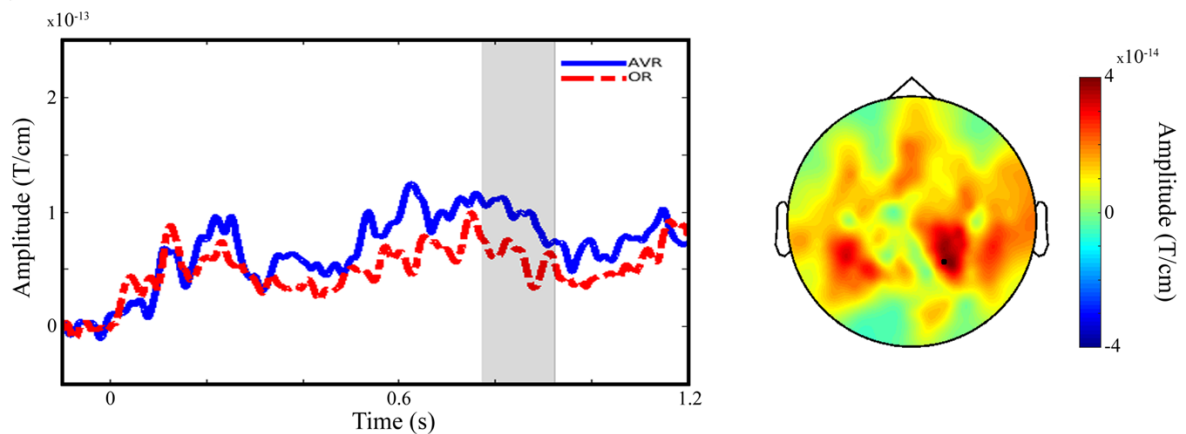 x10⁻¹³
Amplitude (T/cm)
2
1
0
AVR
OR
0
0.6
1.2
Time (s)
x10⁻¹⁴
4
0
-4
Amplitude (T/cm)